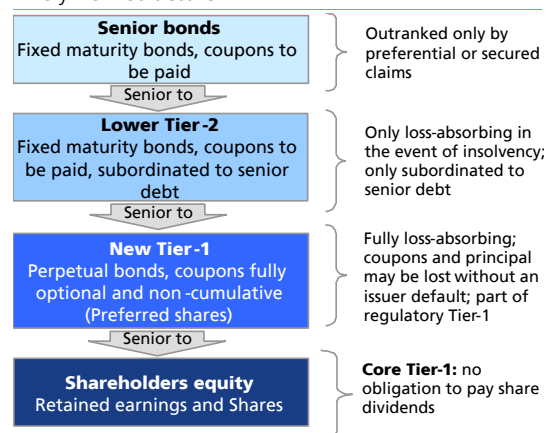 Senior bonds
Fixed maturity bonds, coupons to
be paid
Outranked only by
preferential or secured
claims
Senior to
Lower Tier-2
Fixed maturity bonds, coupons to
be paid, subordinated to senior
debt
Only loss-absorbing in
the event of insolvency;
only subordinated to
senior debt
Senior to
New Tier-1
Perpetual bonds, coupons fully
optional and non-cumulative
(Preferred shares)
Fully loss-absorbing;
coupons and principal
may be lost without an
issuer default; part of
regulatory Tier-1
Senior to
Shareholders equity
Retained earnings and Shares
Core Tier-1: no
obligation to pay share
dividends